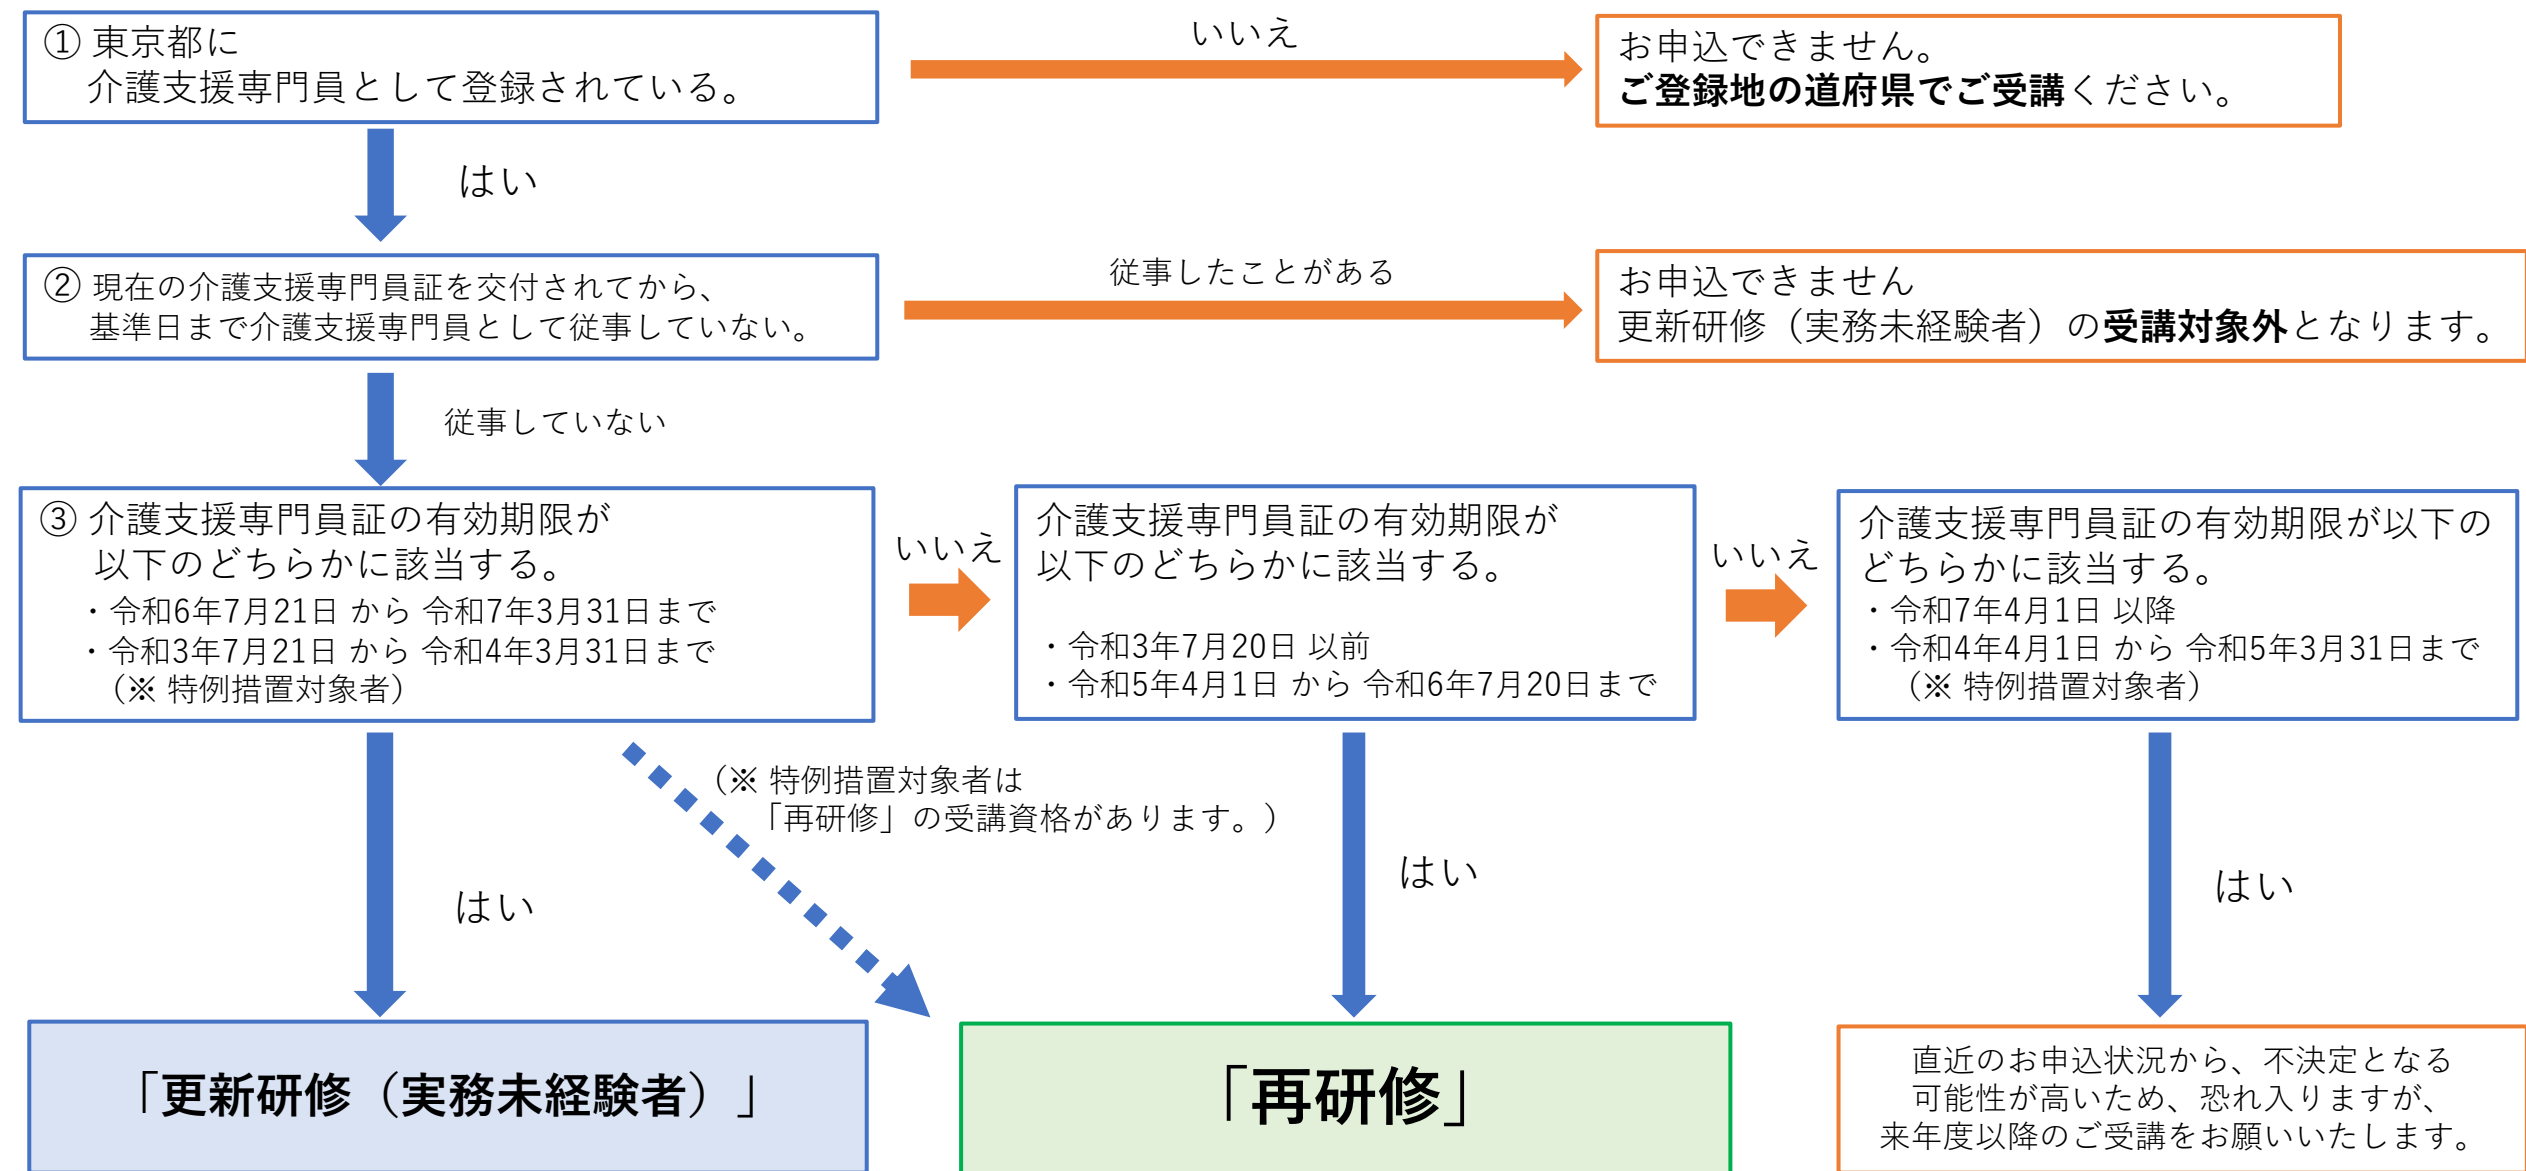 ① 東京都に
介護支援専門員として登録されている。
いいえ
お申込できません。
ご登録地の道府県でご受講ください。
はい
② 現在の介護支援専門員証を交付されてから、
基準日まで介護支援専門員として従事していない。
従事したことがある
お申込できません
更新研修（実務未経験者）の受講対象外となります。
従事していない
③ 介護支援専門員証の有効期限が
以下のどちらかに該当する。
・令和6年7月21日 から 令和7年3月31日まで
・令和3年7月21日 から 令和4年3月31日まで
（※ 特例措置対象者）
いいえ
介護支援専門員証の有効期限が
以下のどちらかに該当する。
・令和3年7月20日 以前
・令和5年4月1日 から 令和6年7月20日まで
いいえ
介護支援専門員証の有効期限が以下の
どちらかに該当する。
・令和7年4月1日 以降
・令和4年4月1日 から 令和5年3月31日まで
（※ 特例措置対象者）
（※ 特例措置対象者は
「再研修」の受講資格があります。）
はい
はい
はい
「更新研修（実務未経験者）」
「再研修」
直近のお申込状況から、不決定となる
可能性が高いため、恐れ入りますが、
来年度以降のご受講をお願いいたします。